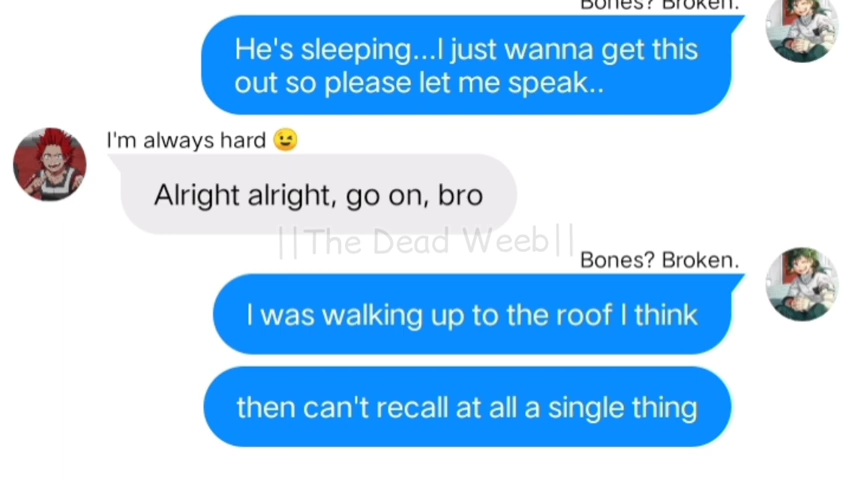 Bones? Broken.
He's sleeping...I just wanna get this
out so please let me speak..
I'm always hard 😉
Alright alright, go on, bro
||The Dead Weeb||
Bones? Broken.
I was walking up to the roof I think
then can't recall at all a single thing